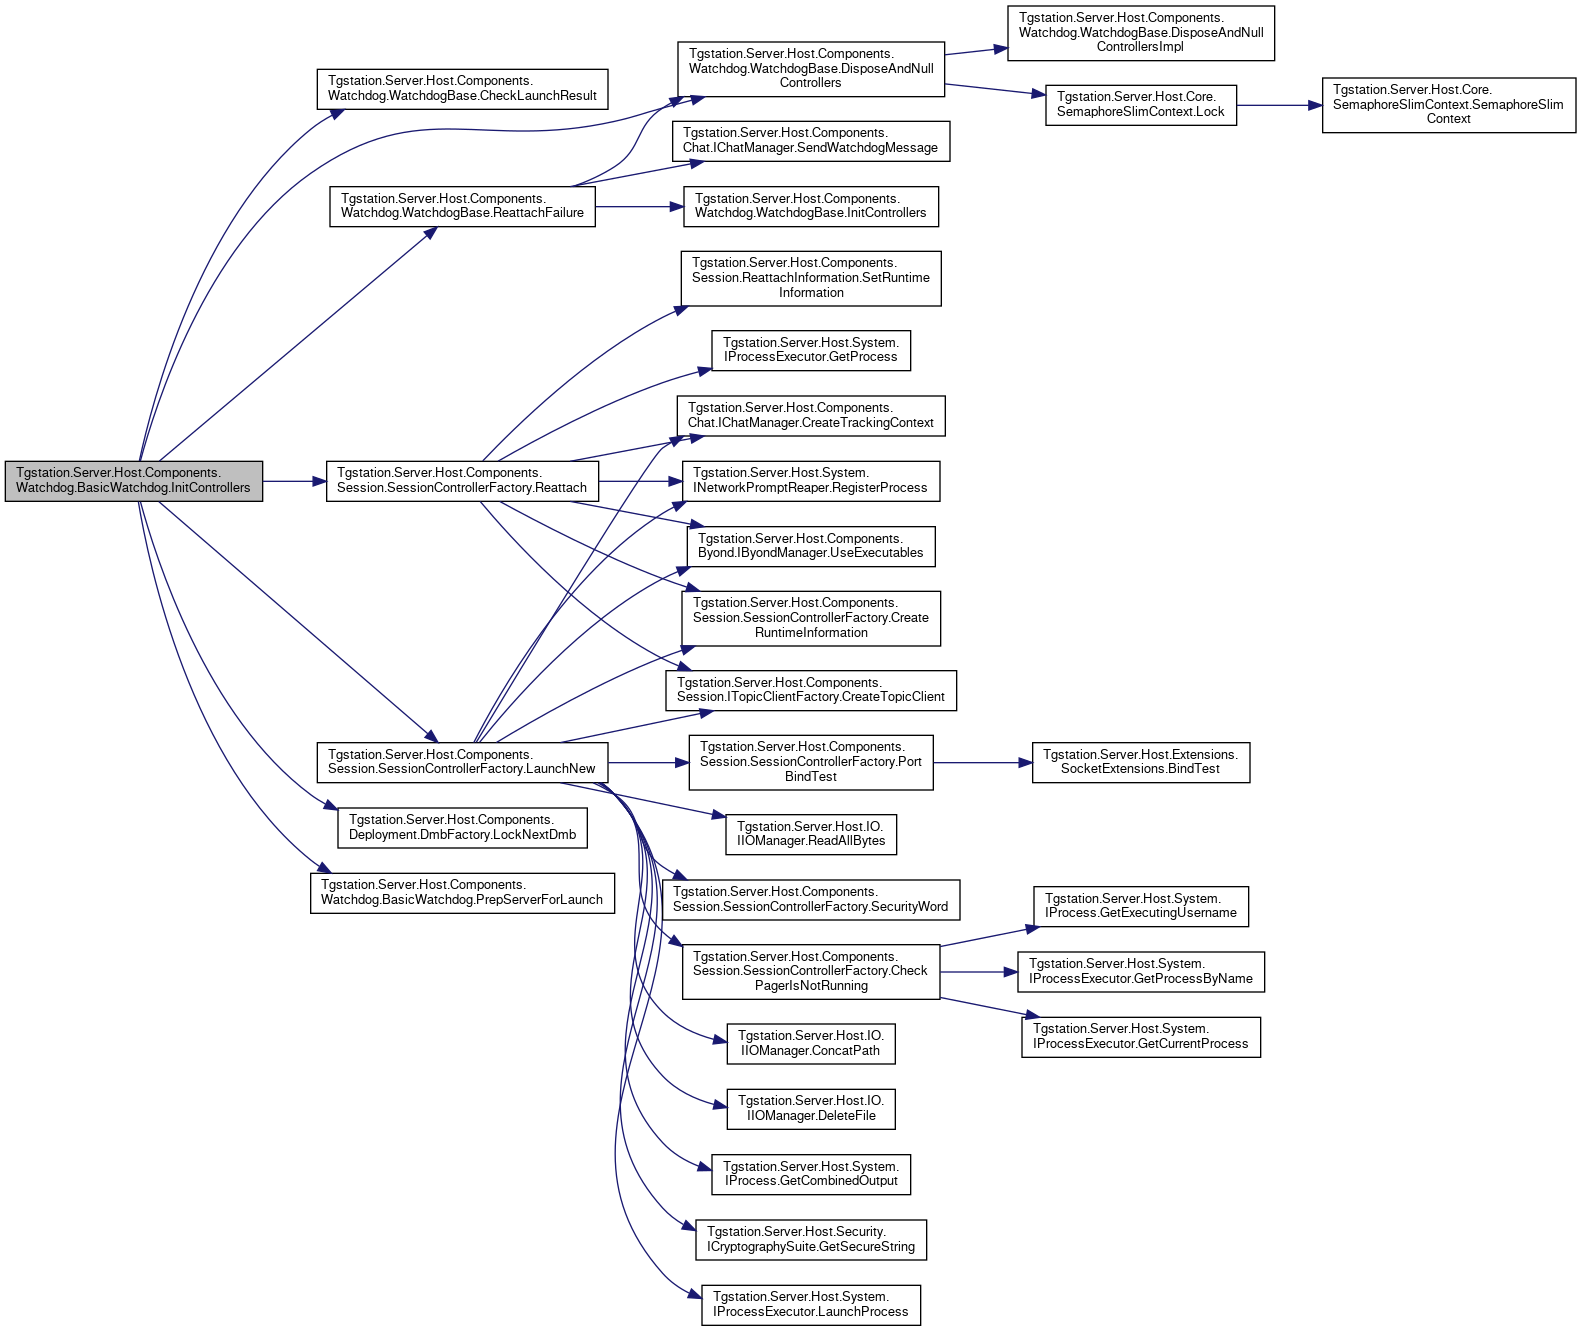 Tgstation.Server.Host.Components.
Watchdog.BasicWatchdog.InitControllers
Tgstation.Server.Host.Components.
Watchdog.WatchdogBase.CheckLaunchResult
Tgstation.Server.Host.Components.
Watchdog.WatchdogBase.ReattachFailure
Tgstation.Server.Host.Components.
Session.SessionControllerFactory.Reattach
Tgstation.Server.Host.Components.
Session.SessionControllerFactory.LaunchNew
Tgstation.Server.Host.Components.
Deployment.DmbFactory.LockNextDmb
Tgstation.Server.Host.Components.
Watchdog.BasicWatchdog.PrepServerForLaunch
Tgstation.Server.Host.Components.
Watchdog.WatchdogBase.DisposeAndNull
Controllers
Tgstation.Server.Host.Components.
Chat.IChatManager.SendWatchdogMessage
Tgstation.Server.Host.Components.
Watchdog.WatchdogBase.InitControllers
Tgstation.Server.Host.Components.
Session.ReattachInformation.SetRuntime
Information
Tgstation.Server.Host.System.
IProcessExecutor.GetProcess
Tgstation.Server.Host.Components.
Chat.IChatManager.CreateTrackingContext
Tgstation.Server.Host.System.
INetworkPromptReaper.RegisterProcess
Tgstation.Server.Host.Components.
Byond.IByondManager.UseExecutables
Tgstation.Server.Host.Components.
Session.SessionControllerFactory.Create
RuntimeInformation
Tgstation.Server.Host.Components.
Session.ITopicClientFactory.CreateTopicClient
Tgstation.Server.Host.Components.
Session.SessionControllerFactory.Port
BindTest
Tgstation.Server.Host.IO.
IIOManager.ReadAllBytes
Tgstation.Server.Host.Components.
Session.SessionControllerFactory.SecurityWord
Tgstation.Server.Host.Components.
Session.SessionControllerFactory.Check
PagerIsNotRunning
Tgstation.Server.Host.IO.
IIOManager.ConcatPath
Tgstation.Server.Host.IO.
IIOManager.DeleteFile
Tgstation.Server.Host.System.
IProcess.GetCombinedOutput
Tgstation.Server.Host.Security.
ICryptographySuite.GetSecureString
Tgstation.Server.Host.System.
IProcessExecutor.LaunchProcess
Tgstation.Server.Host.Components.
Watchdog.WatchdogBase.DisposeAndNull
ControllersImpl
Tgstation.Server.Host.Core.
SemaphoreSlimContext.Lock
Tgstation.Server.Host.Extensions.
SocketExtensions.BindTest
Tgstation.Server.Host.System.
IProcess.GetExecutingUsername
Tgstation.Server.Host.System.
IProcessExecutor.GetProcessByName
Tgstation.Server.Host.System.
IProcessExecutor.GetCurrentProcess
Tgstation.Server.Host.Core.
SemaphoreSlimContext.SemaphoreSlim
Context